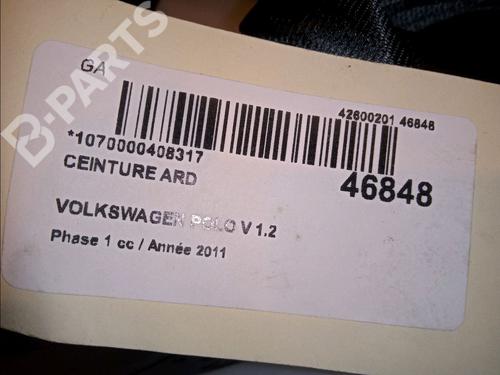 GA
B-PARTS
42600201 46848
*1070000408317
CEINTURE ARD
46848
VOLKSWAGEN POLO V 1.2
Phase 1 cc / Année 2011